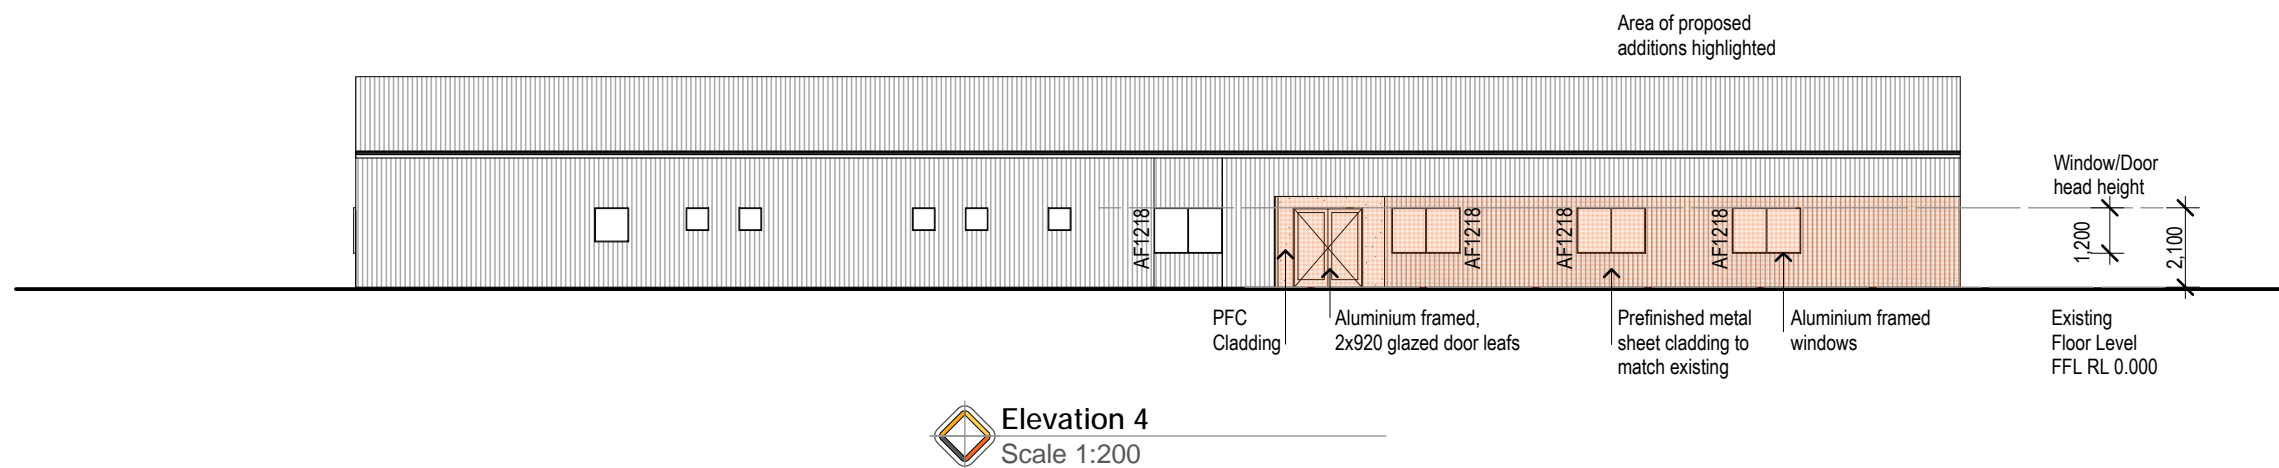 Area of proposed
additions highlighted
Window/Door
head height
AF1218
AF1218
AF1218
AF1218
1,200
2,100
PFC
Cladding
Aluminium framed,
2x920 glazed door leafs
Prefinished metal
sheet cladding to
match existing
Aluminium framed
windows
Existing
Floor Level
FFL RL 0.000
Elevation 4
Scale 1:200